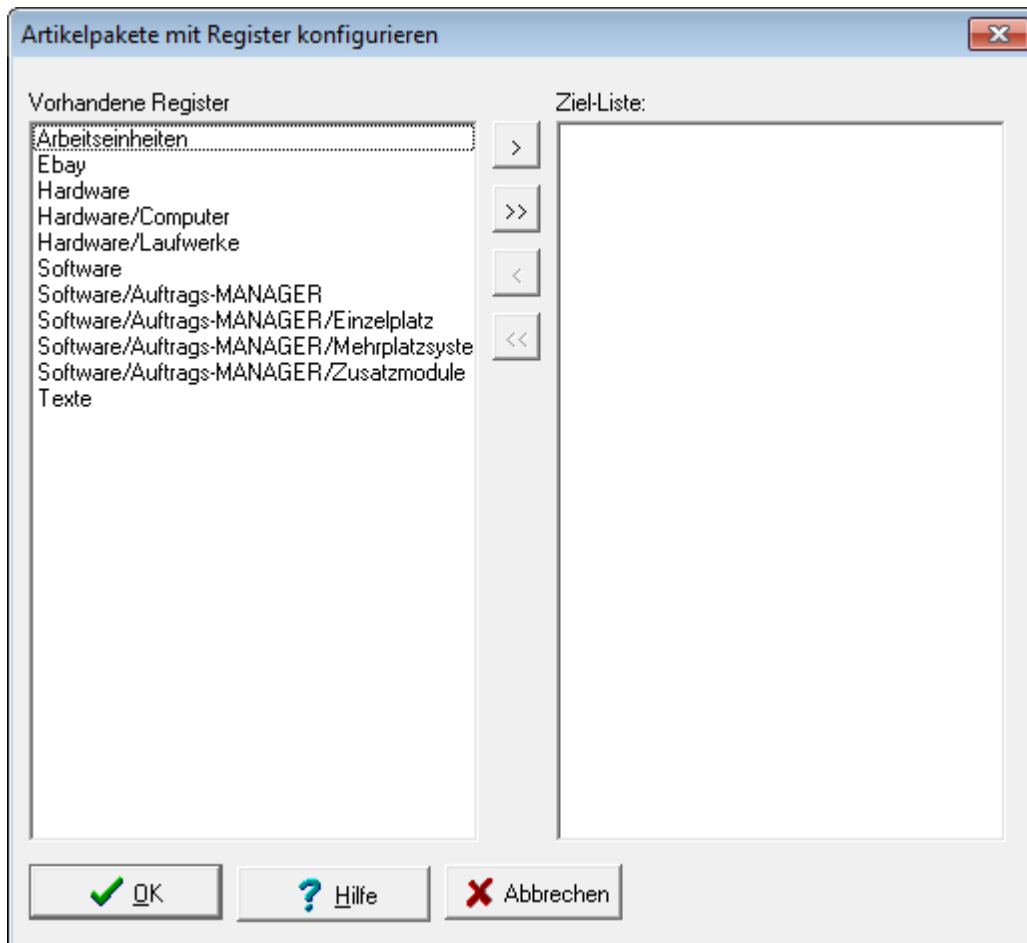 Artikelpakete mit Register konfigurieren
Vorhandene Register
Ziel-Liste:
Arbeitseinheiten
Ebay
Hardware
Hardware/Computer
Hardware/Laufwerke
Software
Software/Auftrags-MANAGER
Software/Auftrags-MANAGER/Einzelplatz
Software/Auftrags-MANAGER/Mehrplatzsyste
Software/Auftrags-MANAGER/Zusatzmodule
Texte
>
>>
<
<<
OK
Hilfe
Abbrechen